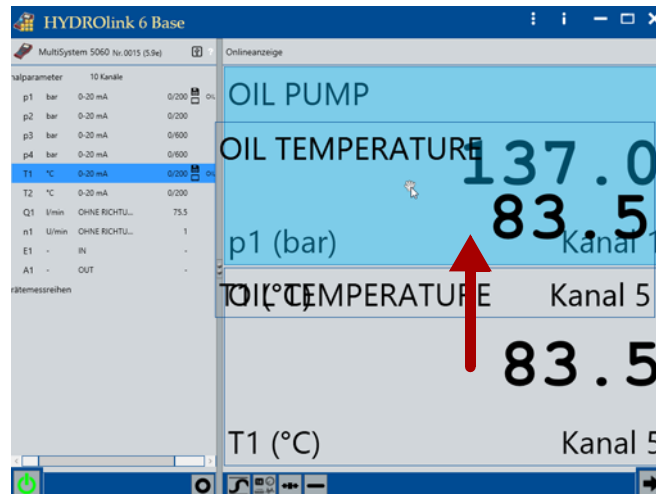 HYDROlink 6 Base
MultiSystem 5060 Nr. 0015 (5.9e)
Onlineanzeige
nalparameter 10 Kanäle
p1 bar 0-20 mA 0/200 OIL
p2 bar 0-20 mA 0/200
p3 bar 0-20 mA 0/600
p4 bar 0-20 mA 0/600
T1 °C 0-20 mA 0/200
T2 °C 0-20 mA 0/200
Q1 l/min OHNE RICHTU... 75.5
n1 U/min OHNE RICHTU... 1
E1 - IN -
A1 - OUT -
rätemessreihen
OIL PUMP
137.0
p1 (bar) Kanal 1
OIL TEMPERATURE
83.5
T1 (°C) Kanal 5
OIL TEMPERATURE
83.5
T1 (°C) Kanal 5